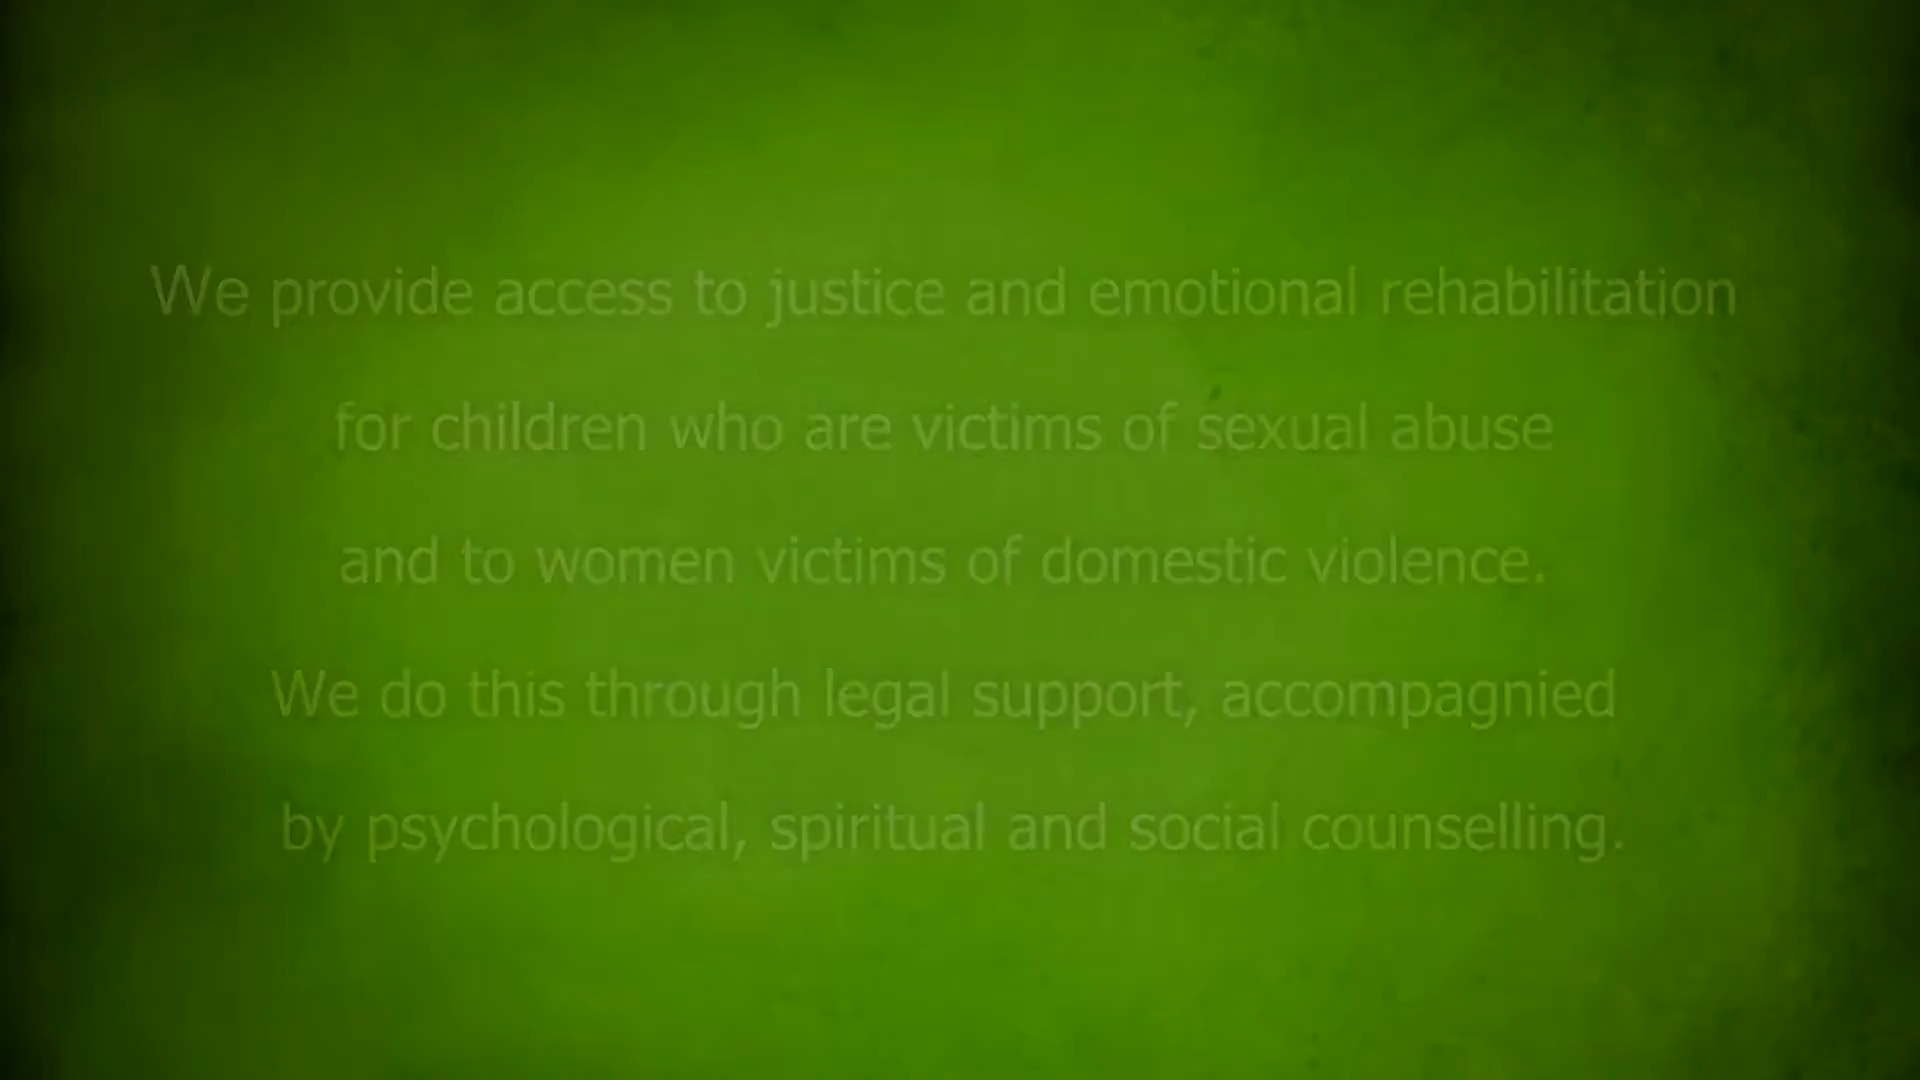 We provide access to justice and emotional rehabilitation
for children who are victims of sexual abuse
and to women victims of domestic violence.
We do this through legal support, accompagnied
by psychological, spiritual and social counselling.